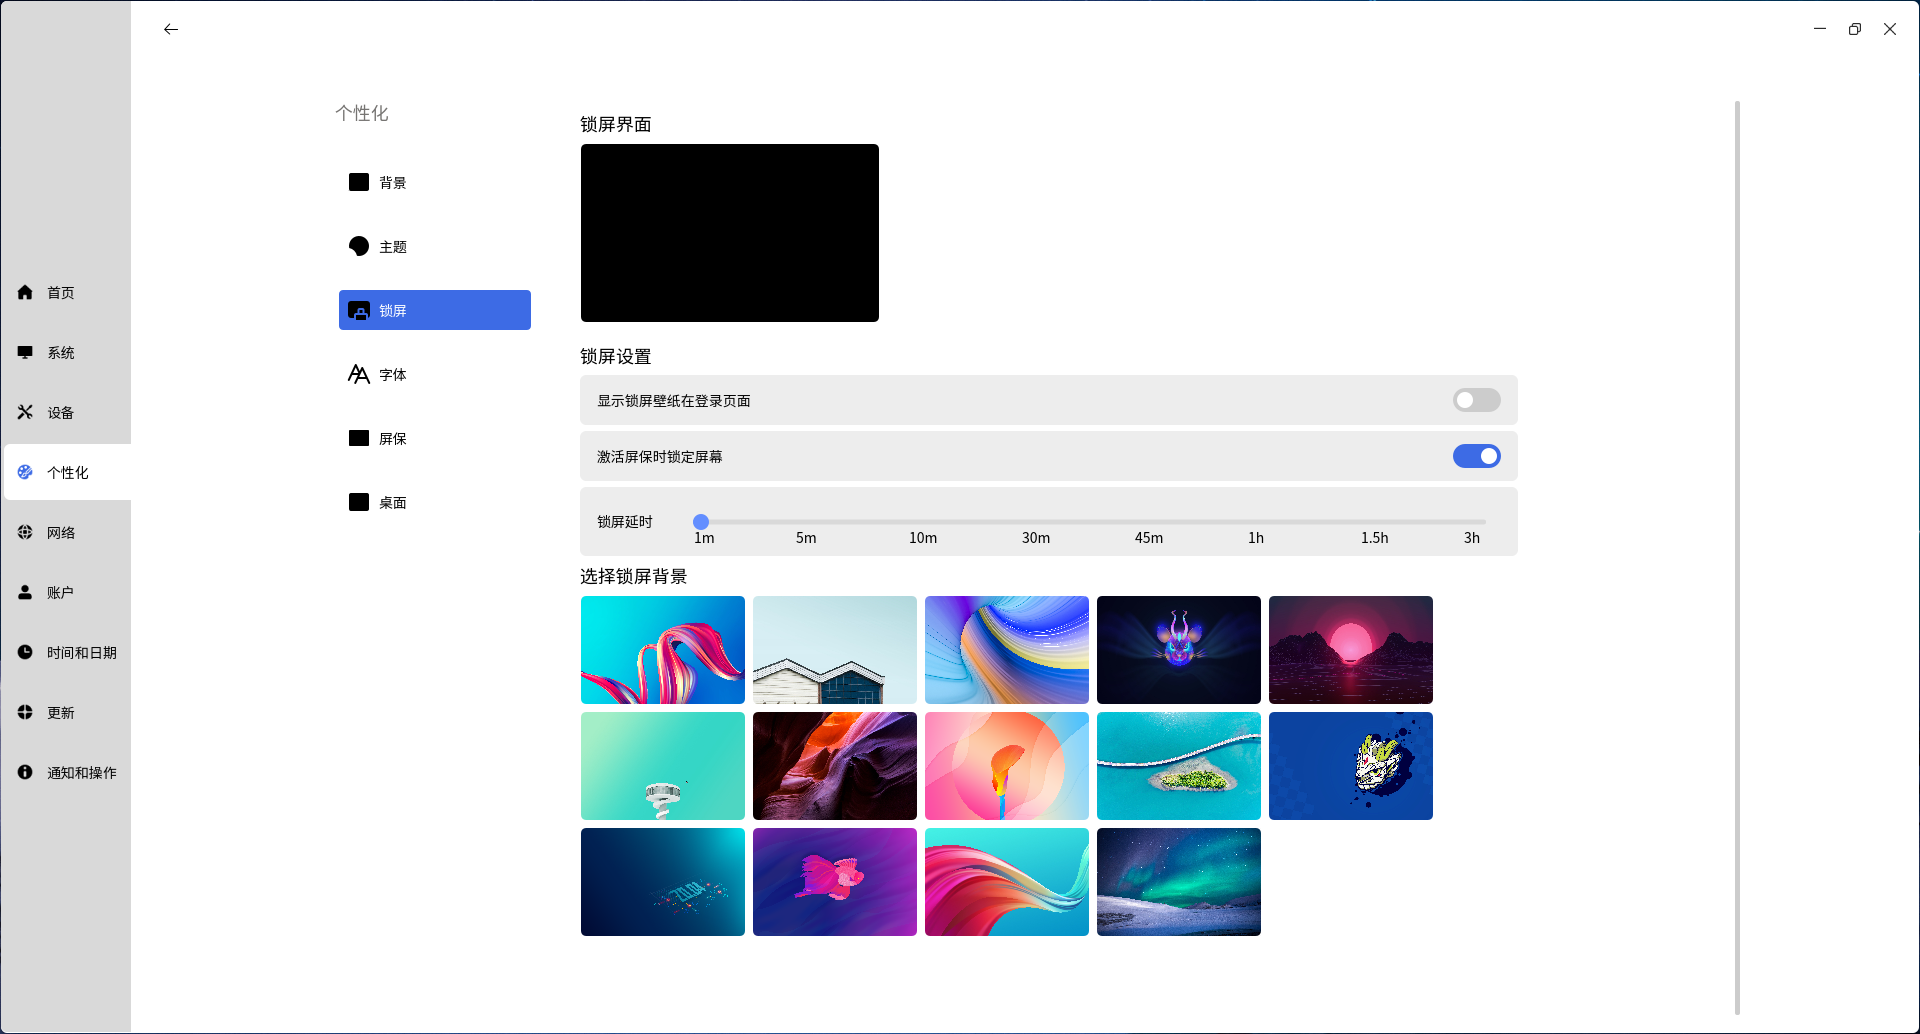 首页
系统
设备
个性化
网络
账户
时间和日期
更新
通知和操作
个性化
背景
主题
锁屏
字体
屏保
桌面
锁屏界面
锁屏设置
显示锁屏壁纸在登录页面
激活屏保时锁定屏幕
锁屏延时
1m 5m 10m 30m 45m 1h 1.5h 3h
选择锁屏背景